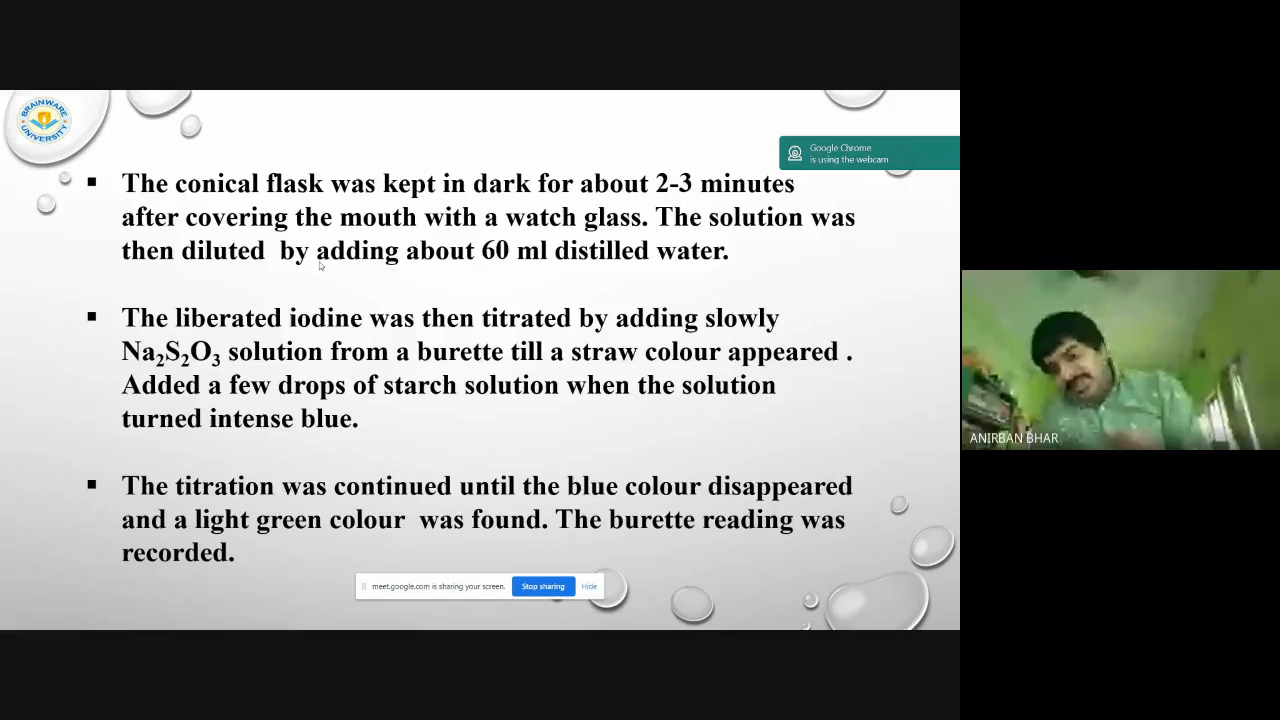 BRAINWARE
UNIVERSITY
Google Chrome
is using the webcam
▪ The conical flask was kept in dark for about 2-3 minutes
after covering the mouth with a watch glass. The solution was
then diluted by adding about 60 ml distilled water.
▪ The liberated iodine was then titrated by adding slowly
Na₂S₂O₃ solution from a burette till a straw colour appeared .
Added a few drops of starch solution when the solution
turned intense blue.
▪ The titration was continued until the blue colour disappeared
and a light green colour was found. The burette reading was
recorded.
meet.google.com is sharing your screen. Stop sharing Hide
ANIRBAN BHAR